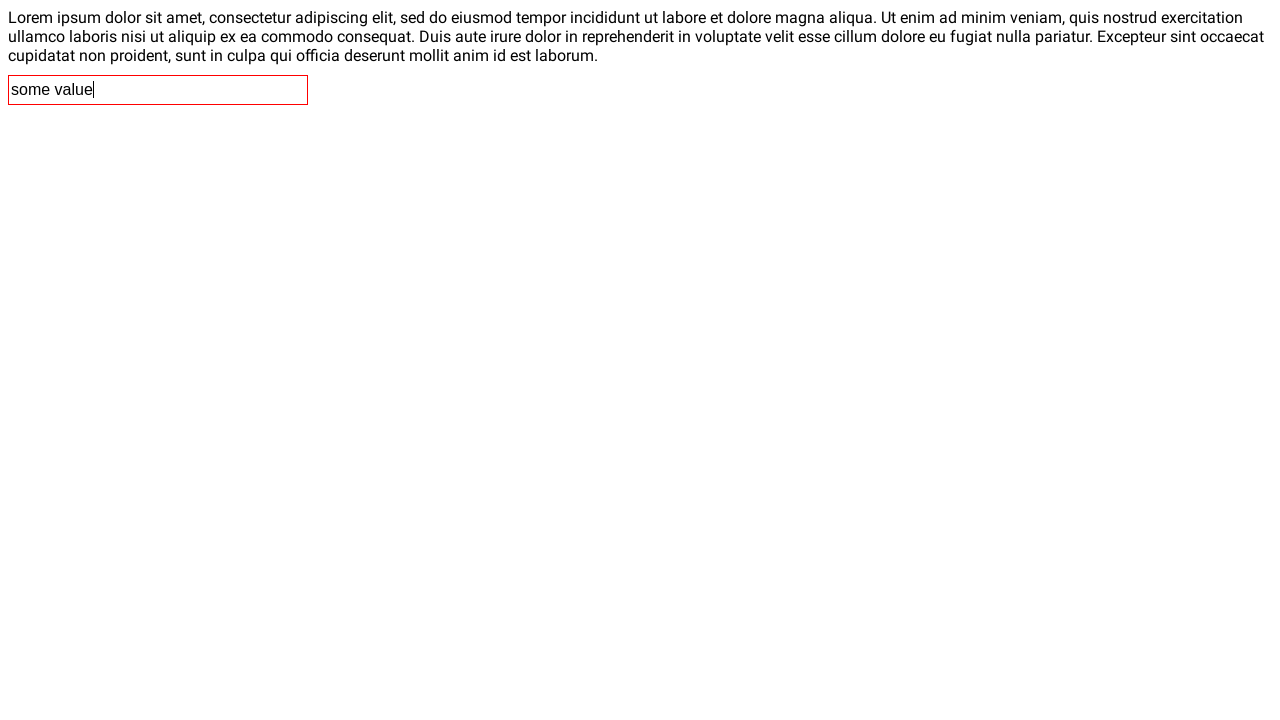 Lorem ipsum dolor sit amet, consectetur adipiscing elit, sed do eiusmod tempor incididunt ut labore et dolore magna aliqua. Ut enim ad minim veniam, quis nostrud exercitation
ullamco laboris nisi ut aliquip ex ea commodo consequat. Duis aute irure dolor in reprehenderit in voluptate velit esse cillum dolore eu fugiat nulla pariatur. Excepteur sint occaecat
cupidatat non proident, sunt in culpa qui officia deserunt mollit anim id est laborum.
some value